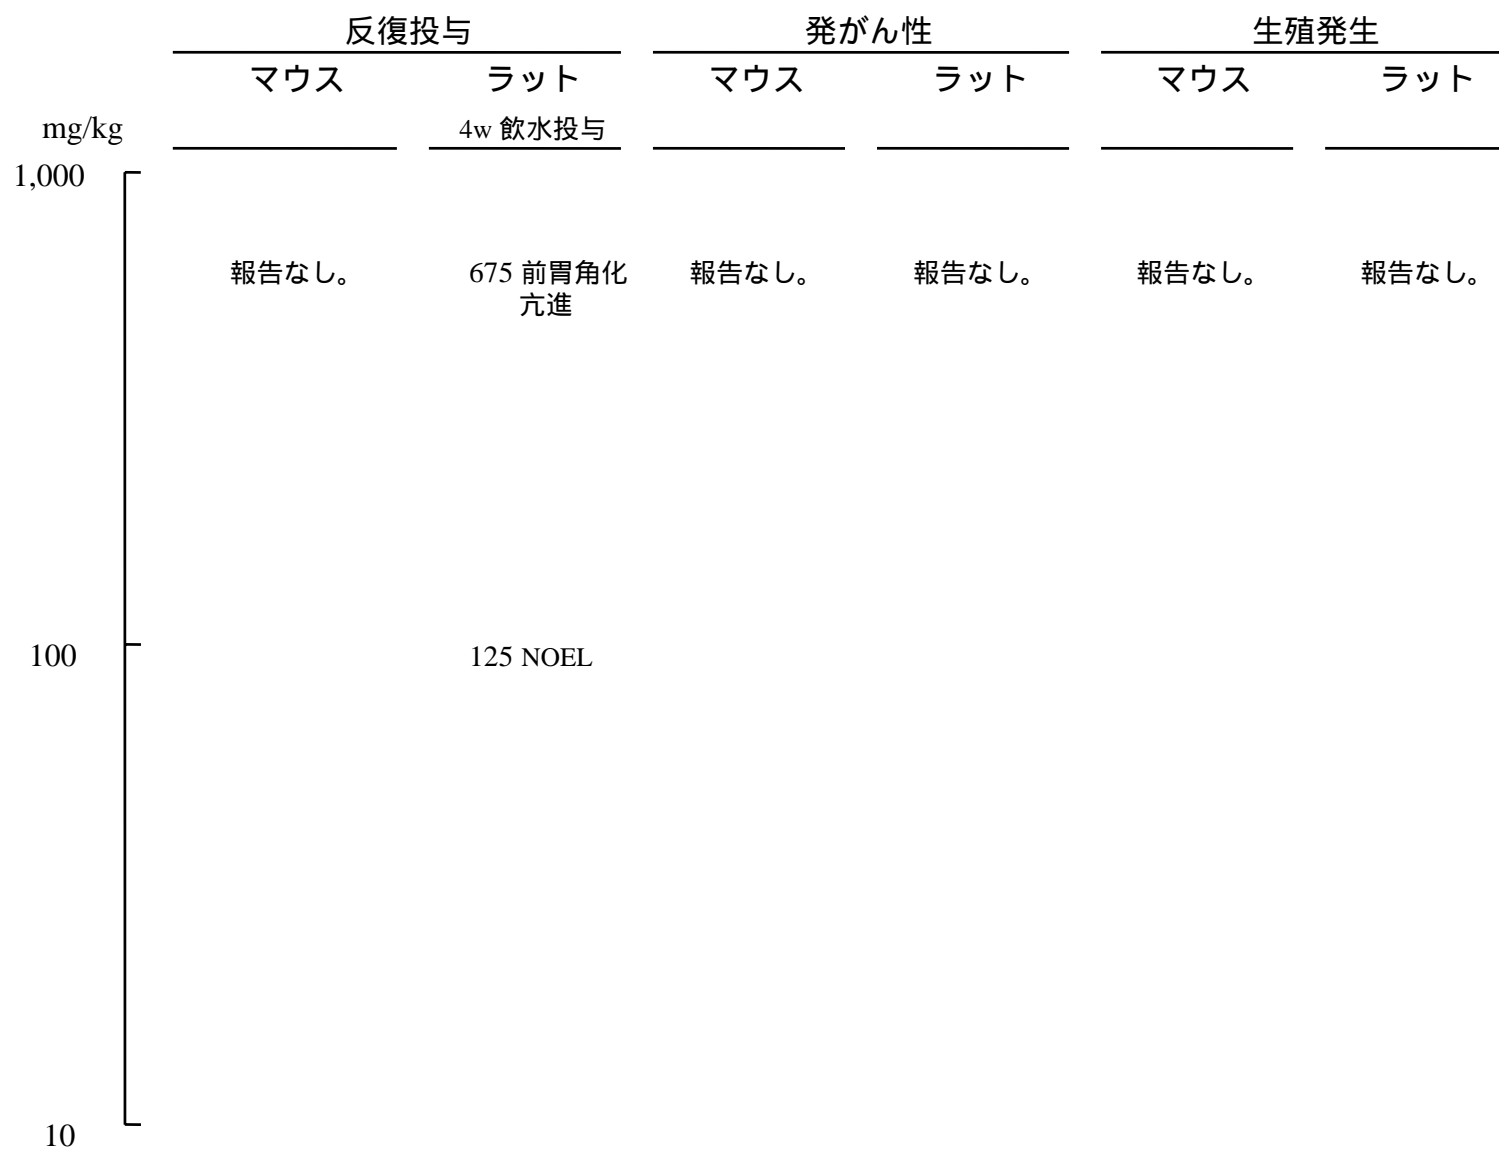 反復投与 発がん性 生殖発生
マウス ラット マウス ラット マウス ラット
mg/kg 4w 飲水投与
1,000
報告なし。 675 前胃角化 報告なし。 報告なし。 報告なし。 報告なし。
亢進
100 125 NOEL
10